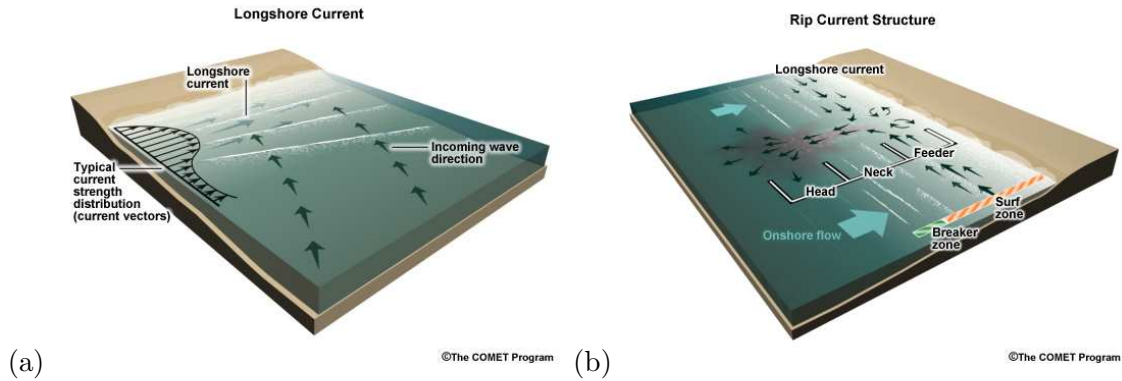 Longshore Current
Longshore
current
Incoming wave
direction
Typical
current
strength
distribution
(current vectors)
(a)
©The COMET Program
Rip Current Structure
Longshore current
Feeder
Neck
Head
Surf
zone
Breaker
zone
Onshore flow
(b)
©The COMET Program